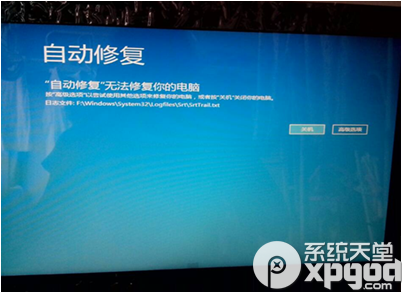 自动修复
“自动修复”无法修复你的电脑
按“高级选项”以尝试使用其他选项来修复你的电脑，或者按“关机”关闭你的电脑。
日志文件: F:\Windows\System32\Logfiles\Srt\SrtTrail.txt
关机 高级选项
系统天堂
xpgod